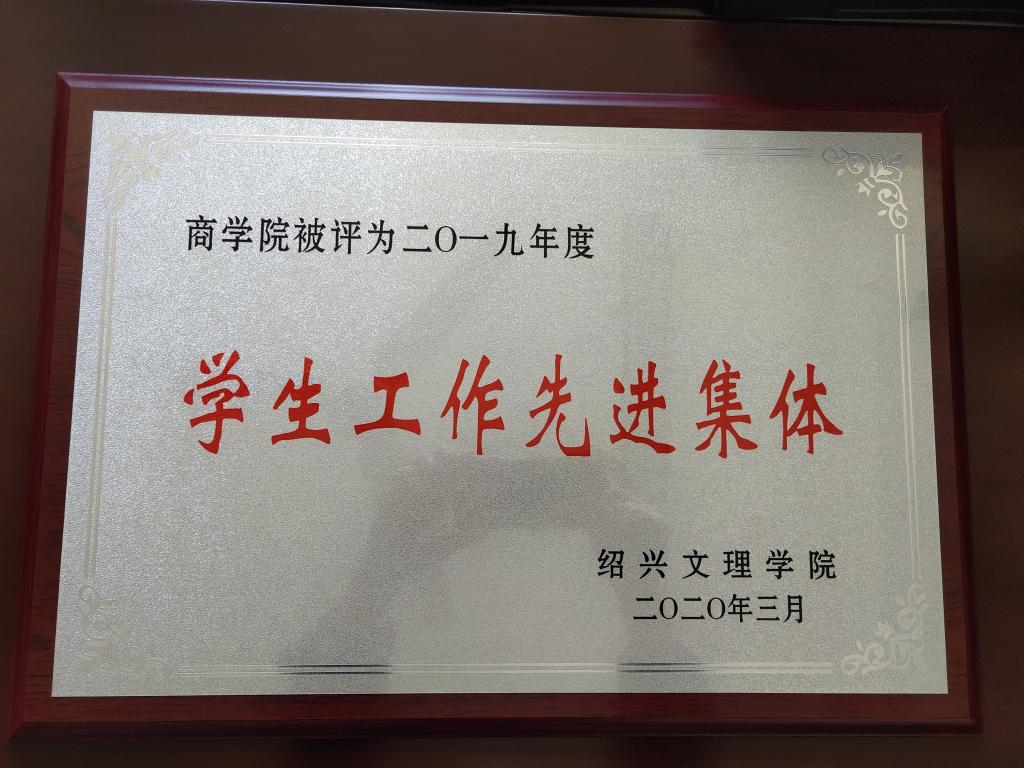 商学院被评为二〇一九年度
学生工作先进集体
绍兴文理学院
二〇二〇年三月